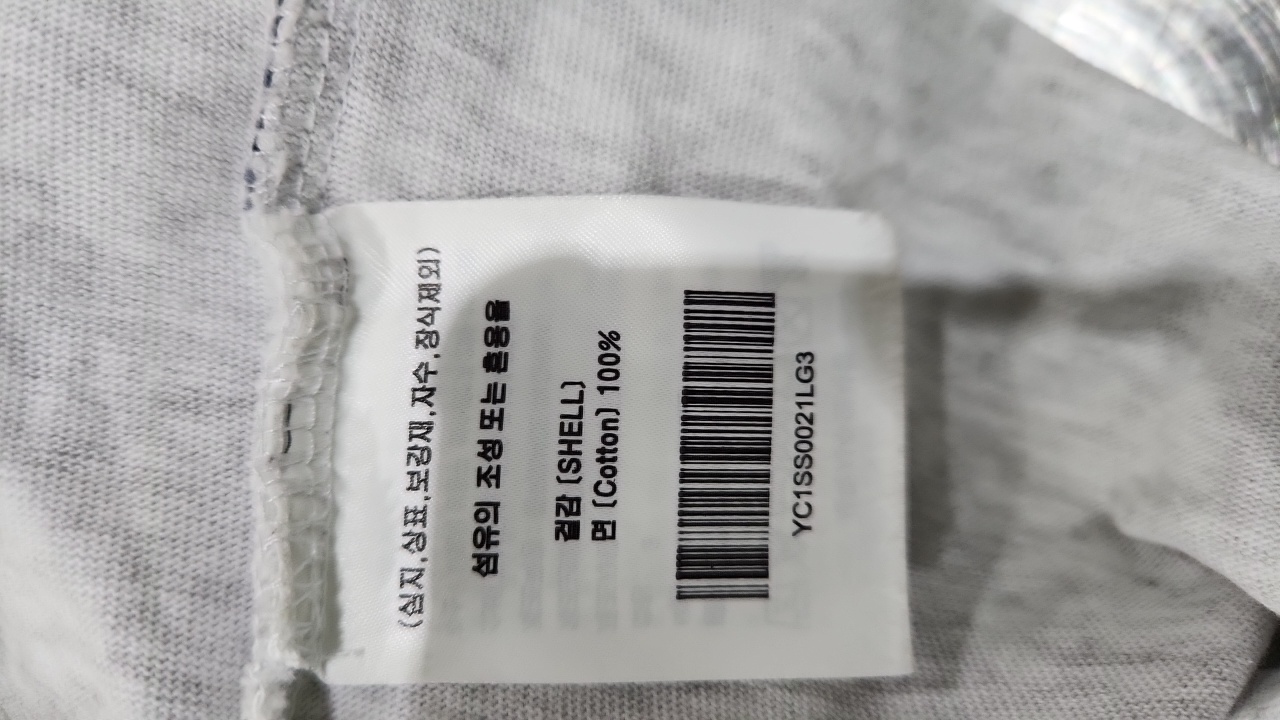 (심지,상표,보강재,자수,장식제외)
섬유의 조성 또는 혼용율
겉감 (SHELL)
면 (Cotton) 100%
YC1SS0021LG3